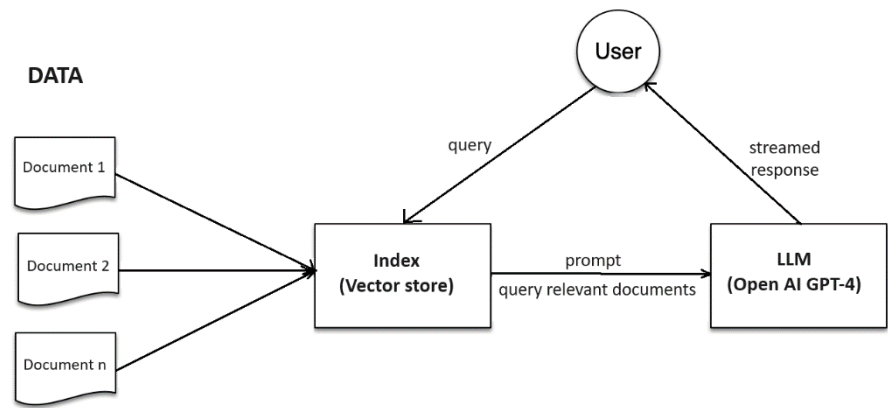 User
DATA
query
streamed
response
Document 1
Document 2
Document n
Index
(Vector store)
prompt
query relevant documents
LLM
(Open AI GPT-4)